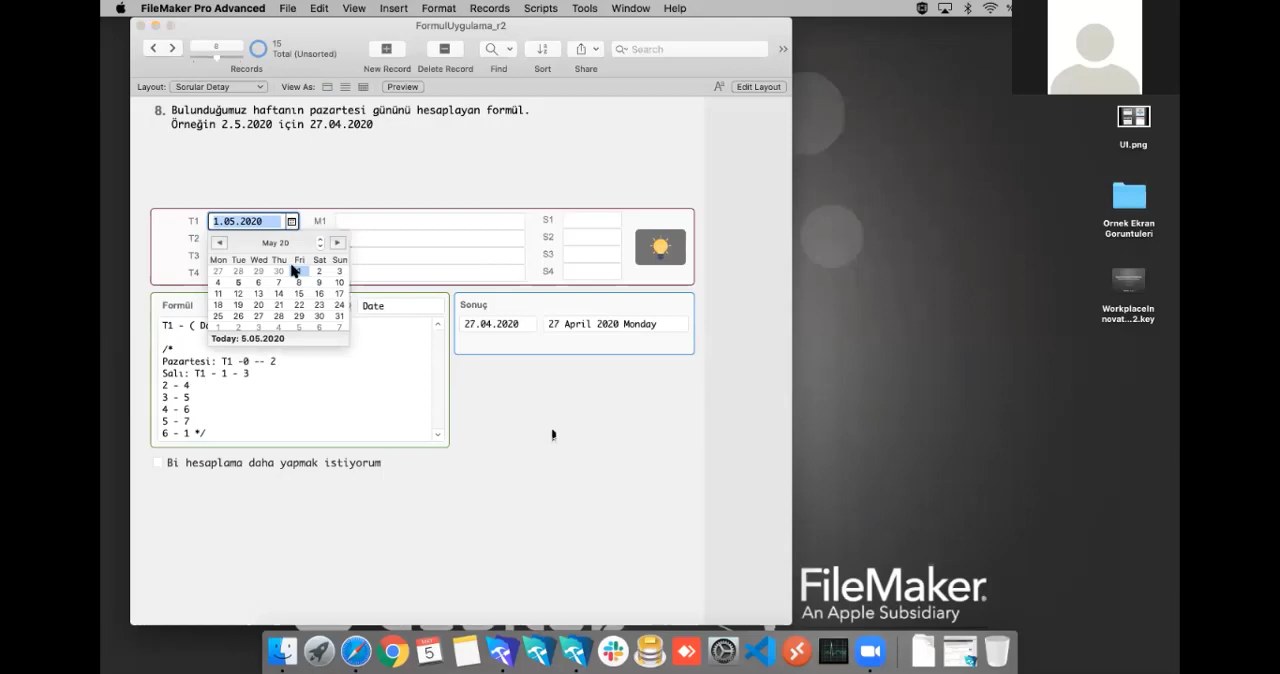 FileMaker Pro Advanced File Edit View Insert Format Records Scripts Tools Window Help
FormulUygulama_r2
8
15
Total (Unsorted)
Search
Records New Record Delete Record Find Sort Share
Layout: Sorular Detay View As: Preview Edit Layout
8. Bulunduğumuz haftanın pazartesi gününü hesaplayan formül.
Örneğin 2.5.2020 için 27.04.2020
T1 1.05.2020 M1 S1
T2 S2
T3 S3
T4 S4
May 20
Mon Tue Wed Thu Fri Sat Sun
27 28 29 30 1 2 3
4 5 6 7 8 9 10
11 12 13 14 15 16 17
18 19 20 21 22 23 24
25 26 27 28 29 30 31
1 2 3 4 5 6 7
Today: 5.05.2020
Formül Date
T1 - (
/*
Pazartesi: T1 -0 -- 2
Salı: T1 - 1 - 3
2 - 4
3 - 5
4 - 6
5 - 7
6 - 1 */
Sonuç
27.04.2020 27 April 2020 Monday
Bi hesaplama daha yapmak istiyorum
UI.png
Ornek Ekran
Goruntuleri
WorkplaceIn
novat...2.key
FileMaker.
An Apple Subsidiary
5